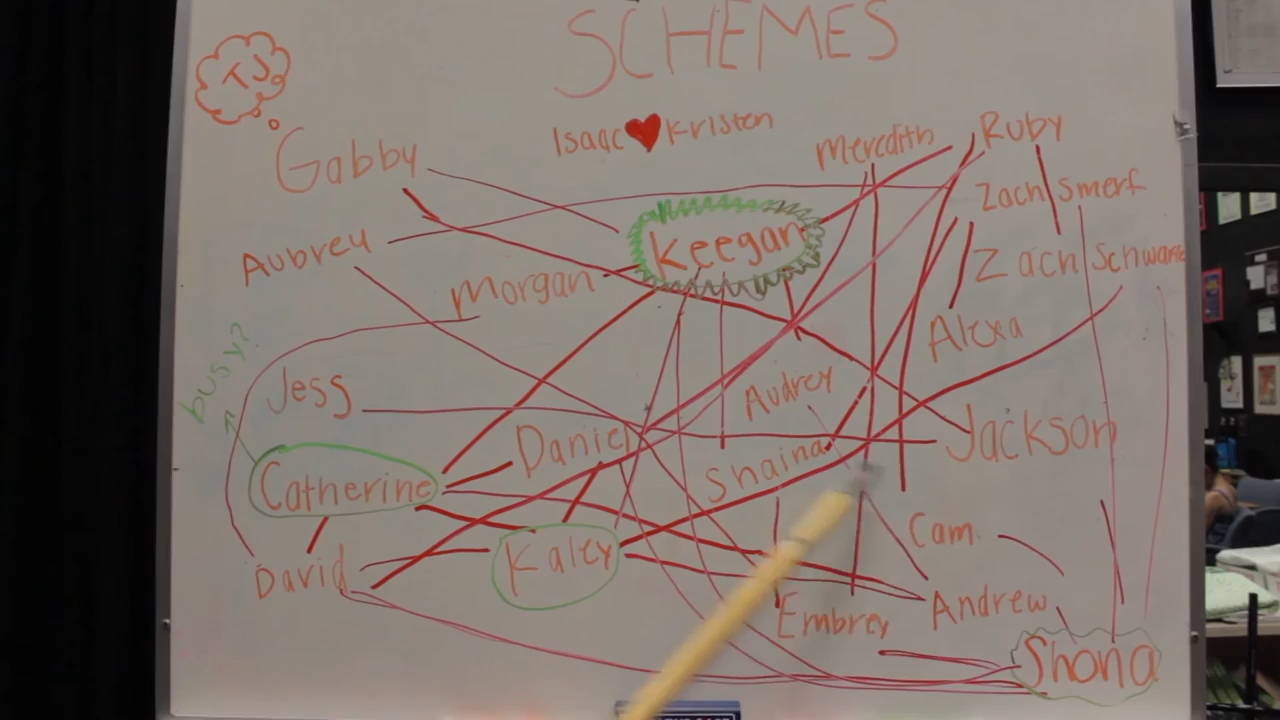 SCHEMES
TJ
Isaac ♥ Kristen
Gabby
Meredith
Ruby
Zach Smerf
Aubrey
Keegan
Morgan
Zach Schwartz
Alexa
busy?
Jess
Audrey
Daniel
Jackson
Shaina
Catherine
Kaley
Cam.
David
Embrey
Andrew
Shona